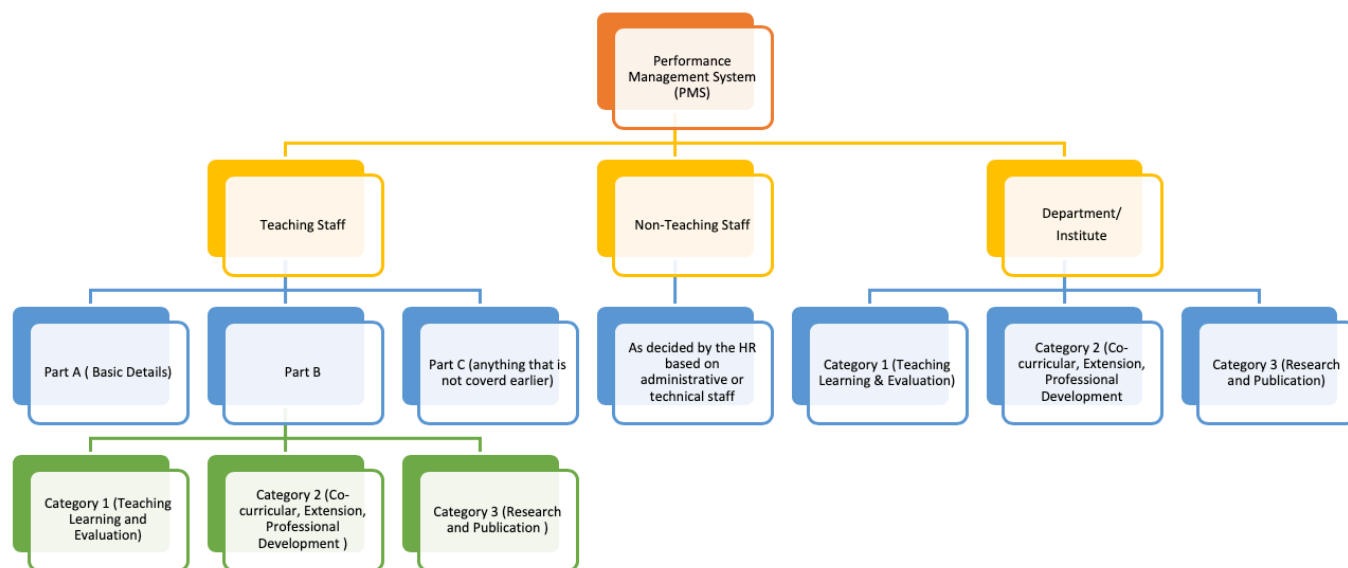 Performance
Management System
(PMS)
Teaching Staff
Non-Teaching Staff
Department/
Institute
Part A ( Basic Details)
Part B
Part C (anything that is
not coverd earlier)
As decided by the HR
based on
administrative or
technical staff
Category 1 (Teaching
Learning & Evaluation)
Category 2 (Co-
curricular, Extension,
Professional
Development
Category 3 (Research
and Publication)
Category 1 (Teaching
Learning and
Evaluation)
Category 2 (Co-
curricular, Extension,
Professional
Development )
Category 3 (Research
and Publication )